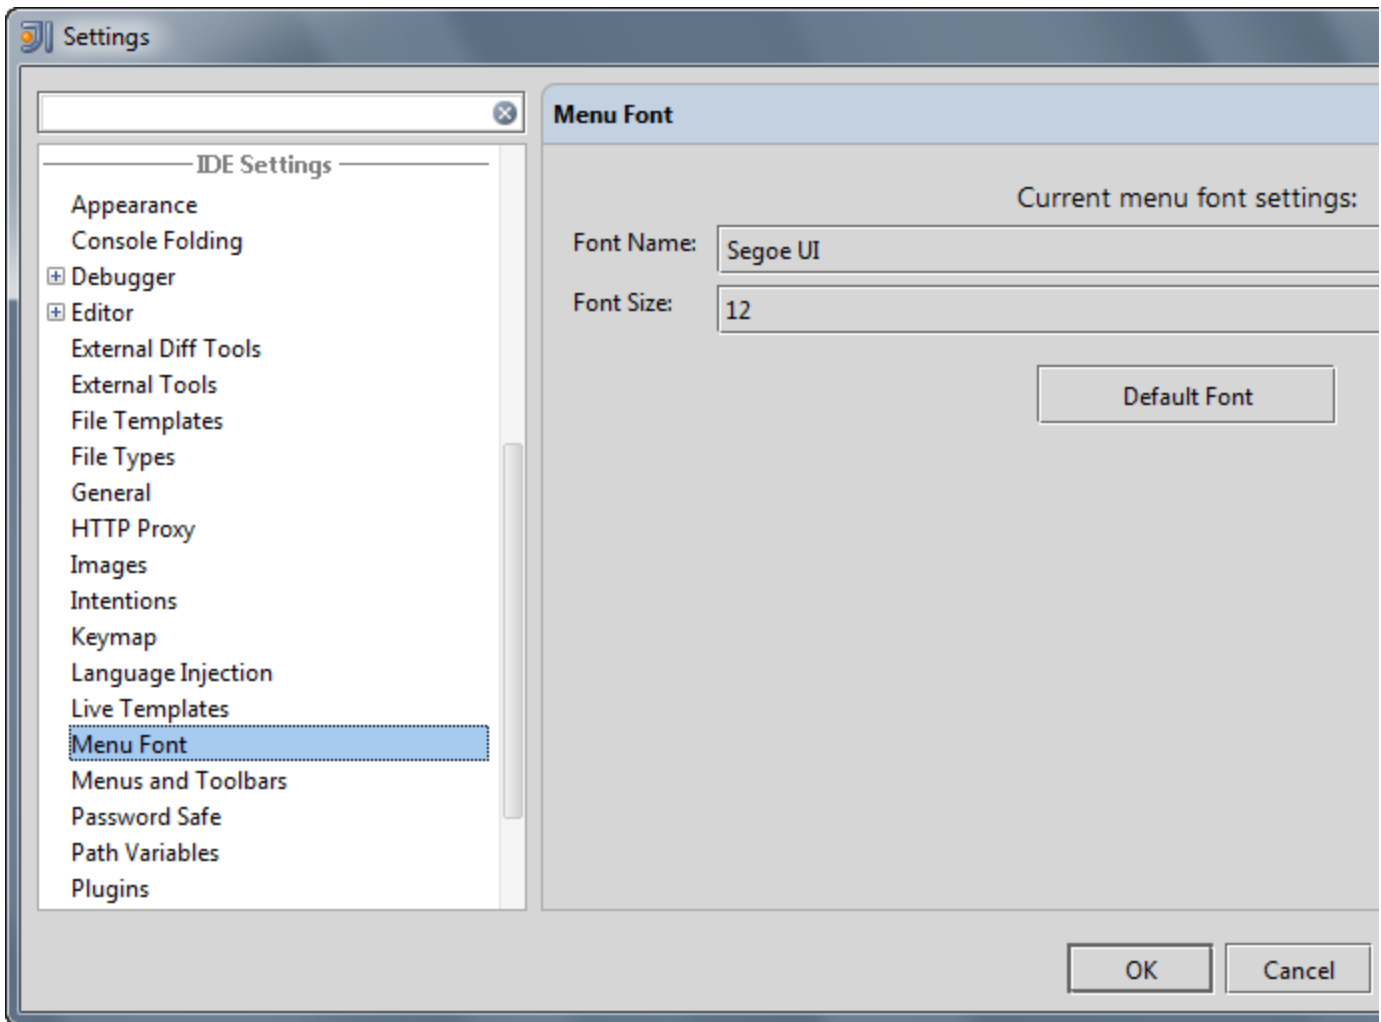 Settings
IDE Settings
Appearance
Console Folding
Debugger
Editor
External Diff Tools
External Tools
File Templates
File Types
General
HTTP Proxy
Images
Intentions
Keymap
Language Injection
Live Templates
Menu Font
Menus and Toolbars
Password Safe
Path Variables
Plugins
Menu Font
Current menu font settings:
Font Name: Segoe UI
Font Size: 12
Default Font
OK Cancel